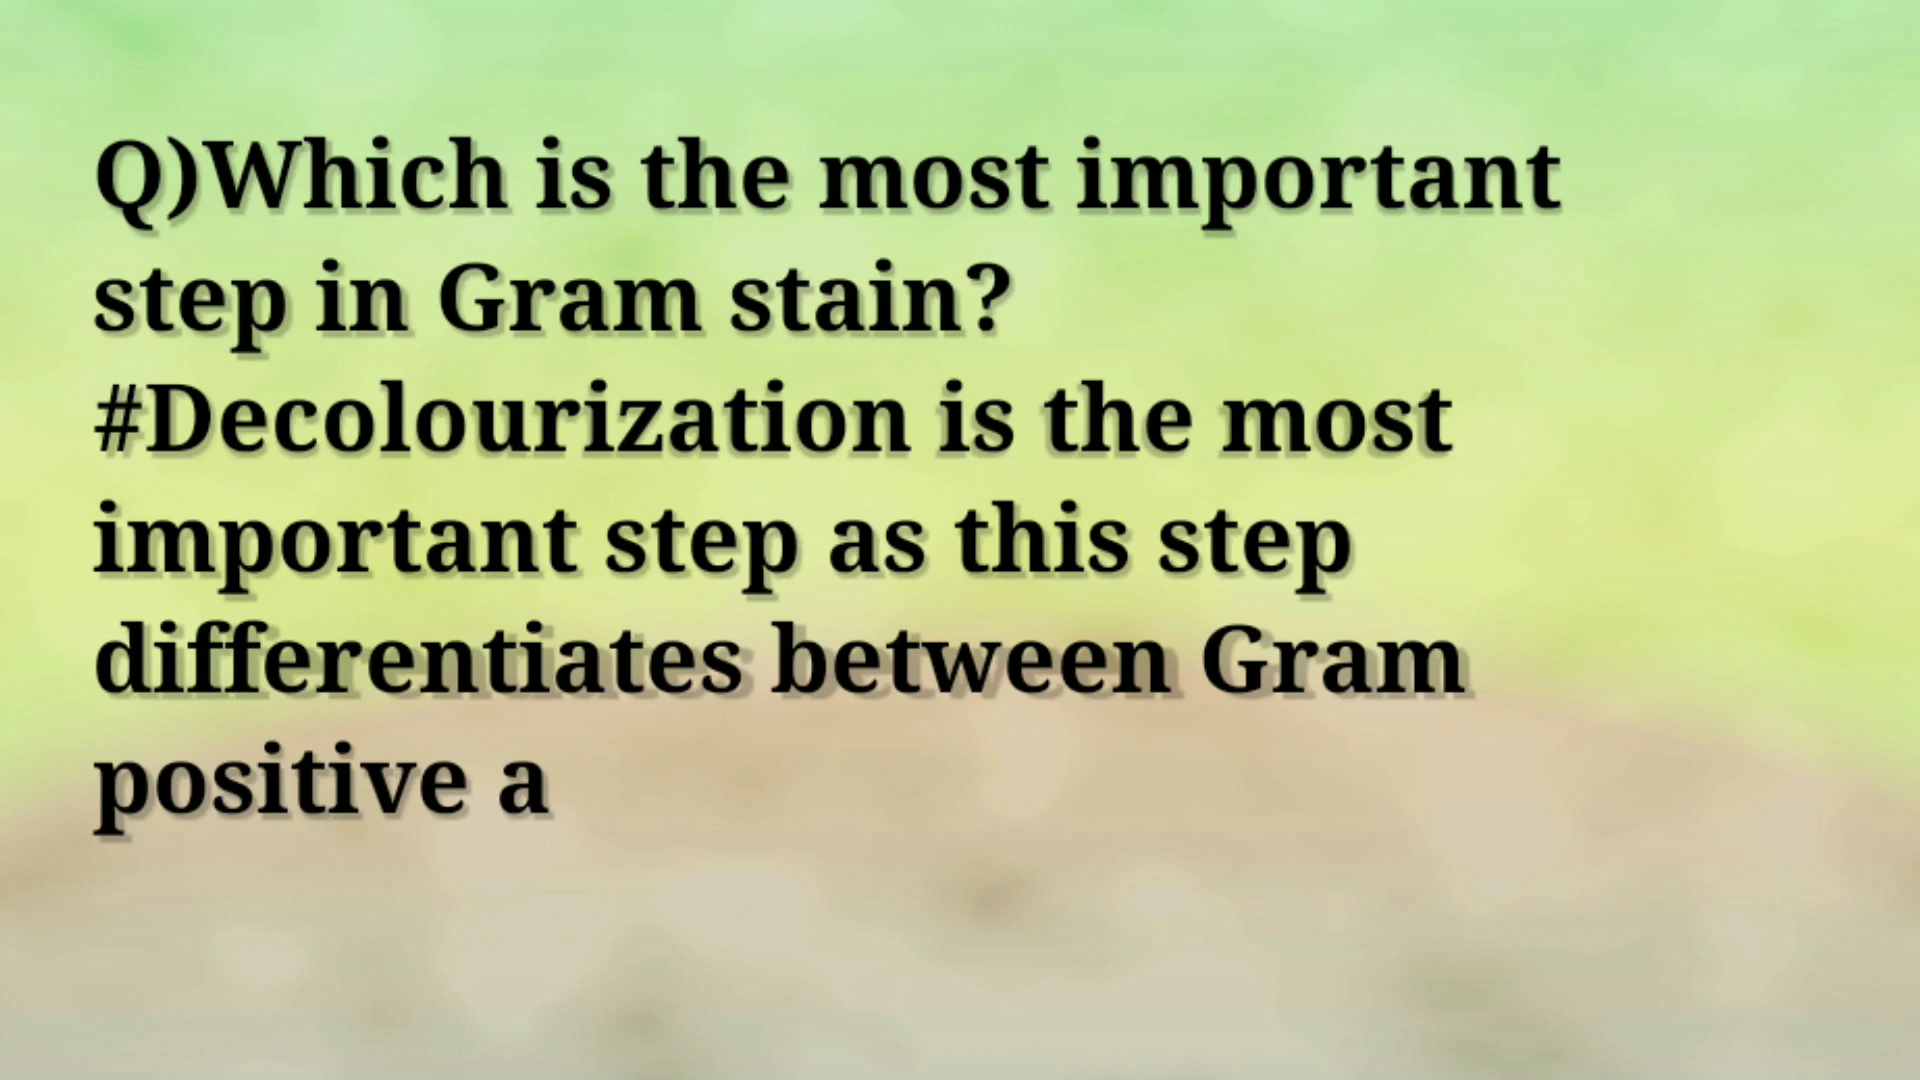 Q)Which is the most important
step in Gram stain?
#Decolourization is the most
important step as this step
differentiates between Gram
positive a